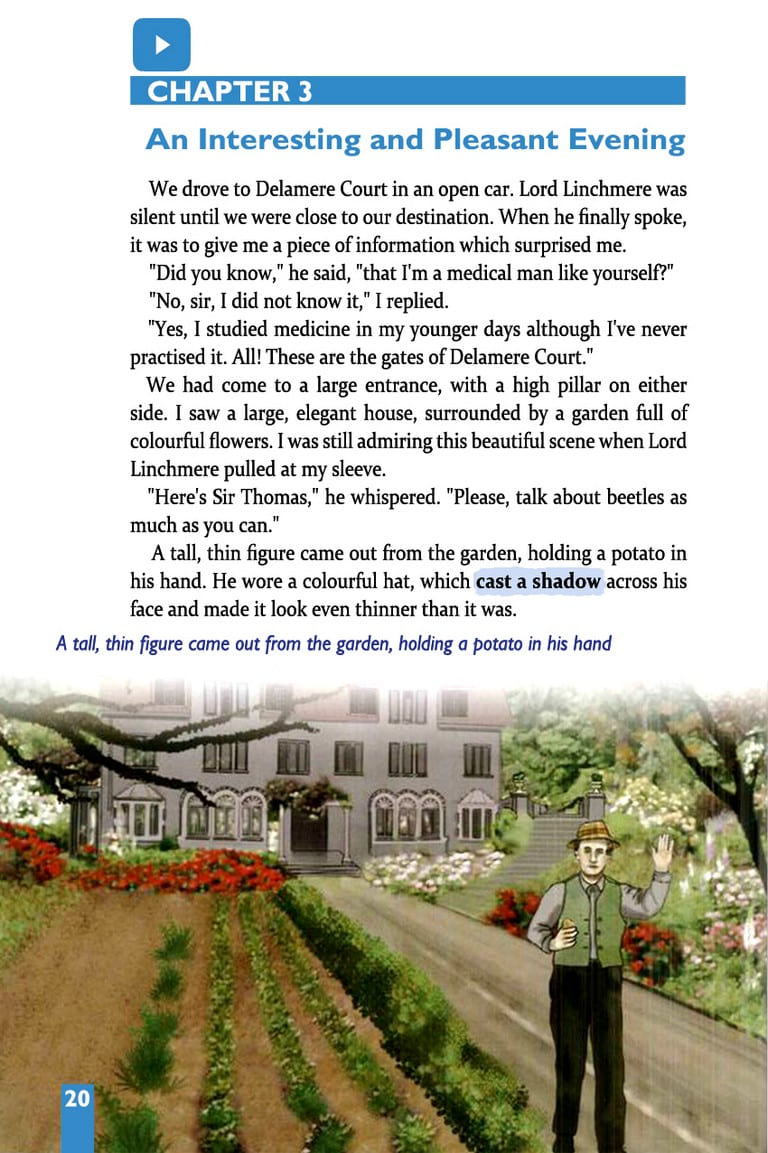 CHAPTER 3
An Interesting and Pleasant Evening
We drove to Delamere Court in an open car. Lord Linchmere was
silent until we were close to our destination. When he finally spoke,
it was to give me a piece of information which surprised me.
"Did you know," he said, "that I'm a medical man like yourself?"
"No, sir, I did not know it," I replied.
"Yes, I studied medicine in my younger days although I've never
practised it. All! These are the gates of Delamere Court."
We had come to a large entrance, with a high pillar on either
side. I saw a large, elegant house, surrounded by a garden full of
colourful flowers. I was still admiring this beautiful scene when Lord
Linchmere pulled at my sleeve.
"Here's Sir Thomas," he whispered. "Please, talk about beetles as
much as you can."
A tall, thin figure came out from the garden, holding a potato in
his hand. He wore a colourful hat, which cast a shadow across his
face and made it look even thinner than it was.
A tall, thin figure came out from the garden, holding a potato in his hand
20